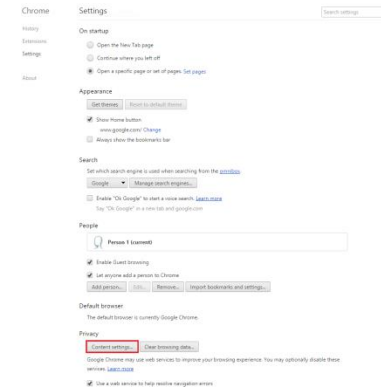 Chrome
Settings
Search settings
History
Extensions
Settings
About
On startup
Open the New Tab page
Continue where you left off
Open a specific page or set of pages. Set pages
Appearance
Get themes
Reset to default theme
Show Home button
www.google.com/ Change
Always show the bookmarks bar
Search
Set which search engine is used when searching from the omnibox.
Google
Manage search engines...
Enable "Ok Google" to start a voice search. Learn more
Say "Ok Google" in a new tab and google.com
People
Person 1 (current)
Enable Guest browsing
Let anyone add a person to Chrome
Add person...
Edit...
Remove...
Import bookmarks and settings...
Default browser
The default browser is currently Google Chrome.
Privacy
Content settings...
Clear browsing data...
Google Chrome may use web services to improve your browsing experience. You may optionally disable these
services. Learn more
Use a web service to help resolve navigation errors